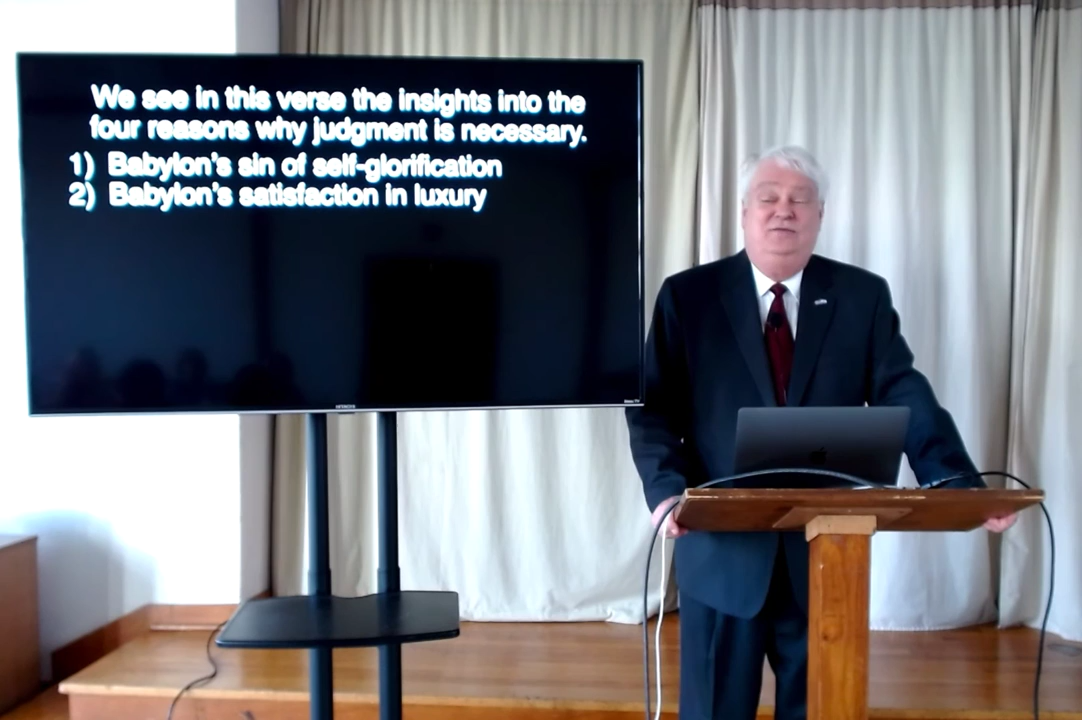 We see in this verse the insights into the
four reasons why judgment is necessary.
1) Babylon's sin of self-glorification
2) Babylon's satisfaction in luxury
HITACHI